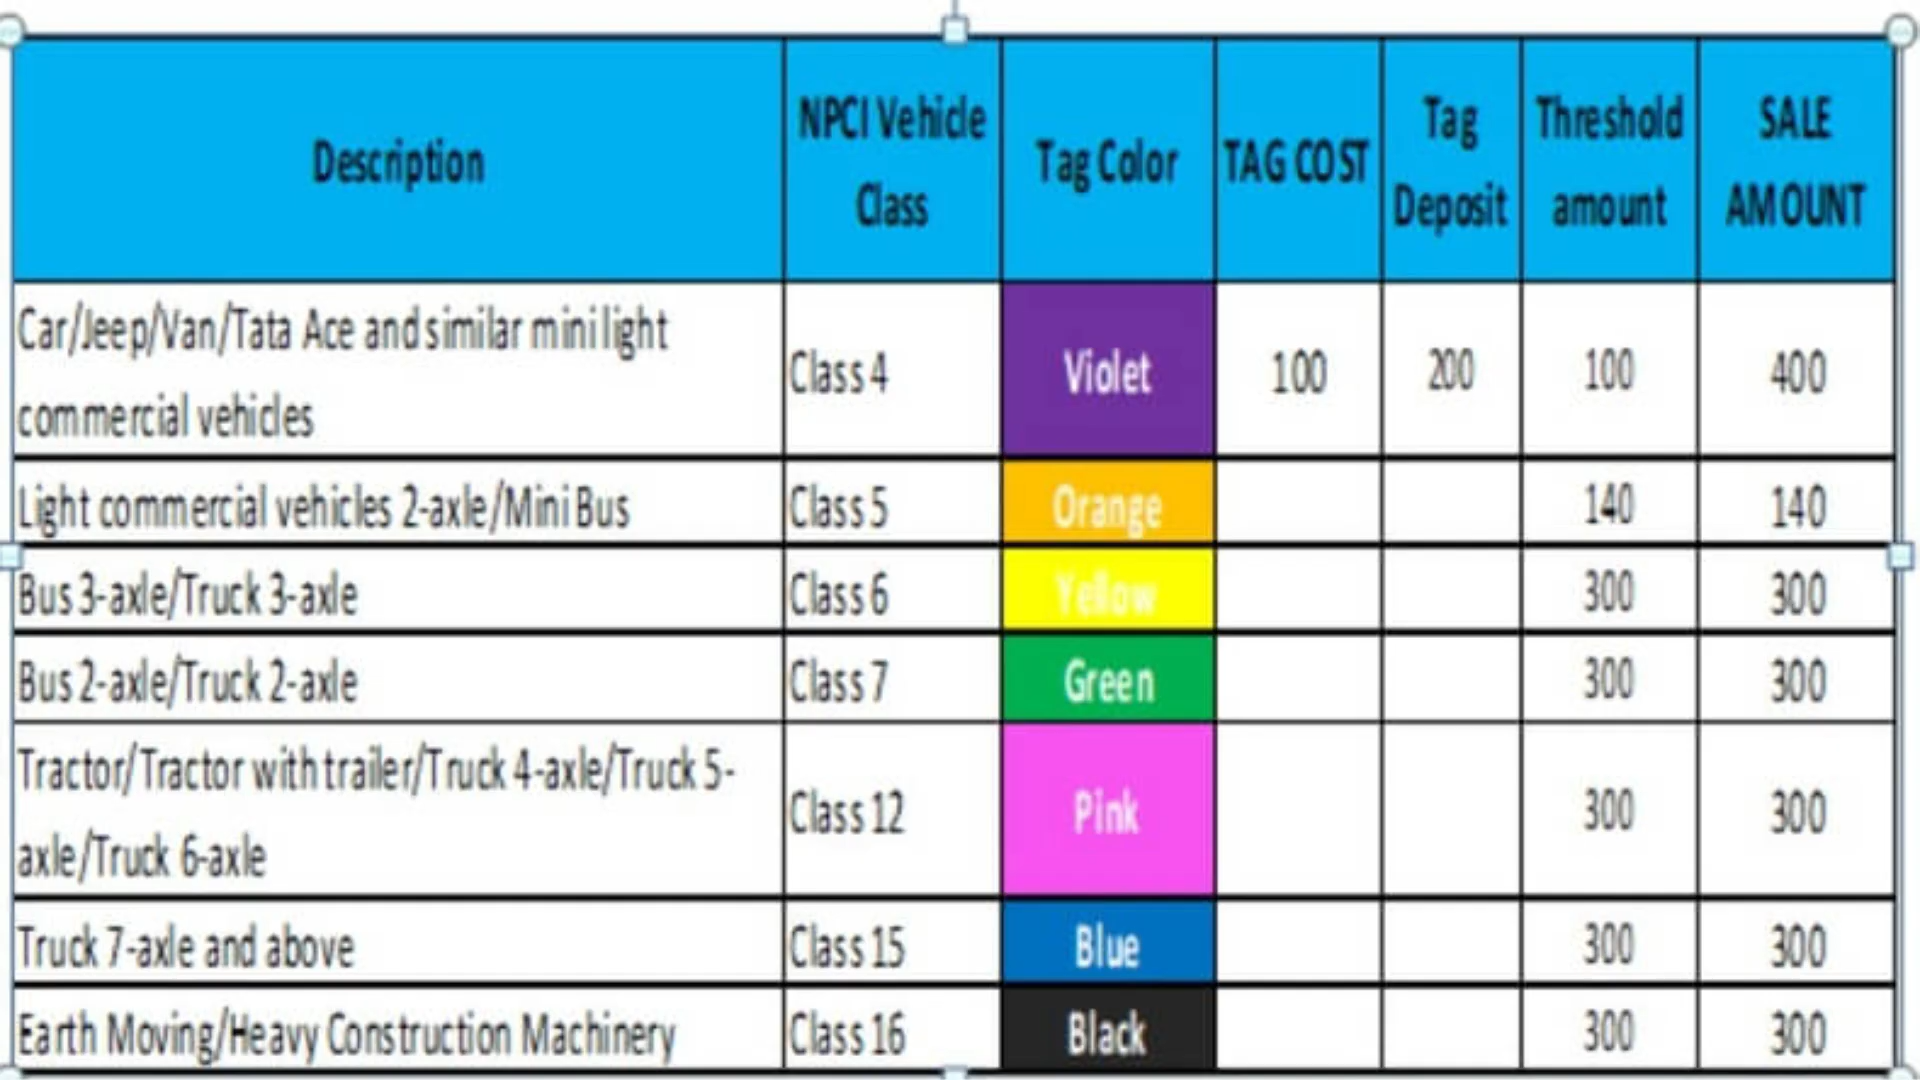 Description NPCI Vehicle Class Tag Color TAG COST Tag Deposit Threshold amount SALE AMOUNT
Car/Jeep/Van/Tata Ace and similar mini light
commercial vehicles Class 4 Violet 100 200 100 400
Light commercial vehicles 2-axle/Mini Bus Class 5 Orange 140 140
Bus 3-axle/Truck 3-axle Class 6 Yellow 300 300
Bus 2-axle/Truck 2-axle Class 7 Green 300 300
Tractor/Tractor with trailer/Truck 4-axle/Truck 5-
axle/Truck 6-axle Class 12 Pink 300 300
Truck 7-axle and above Class 15 Blue 300 300
Earth Moving/Heavy Construction Machinery Class 16 Black 300 300